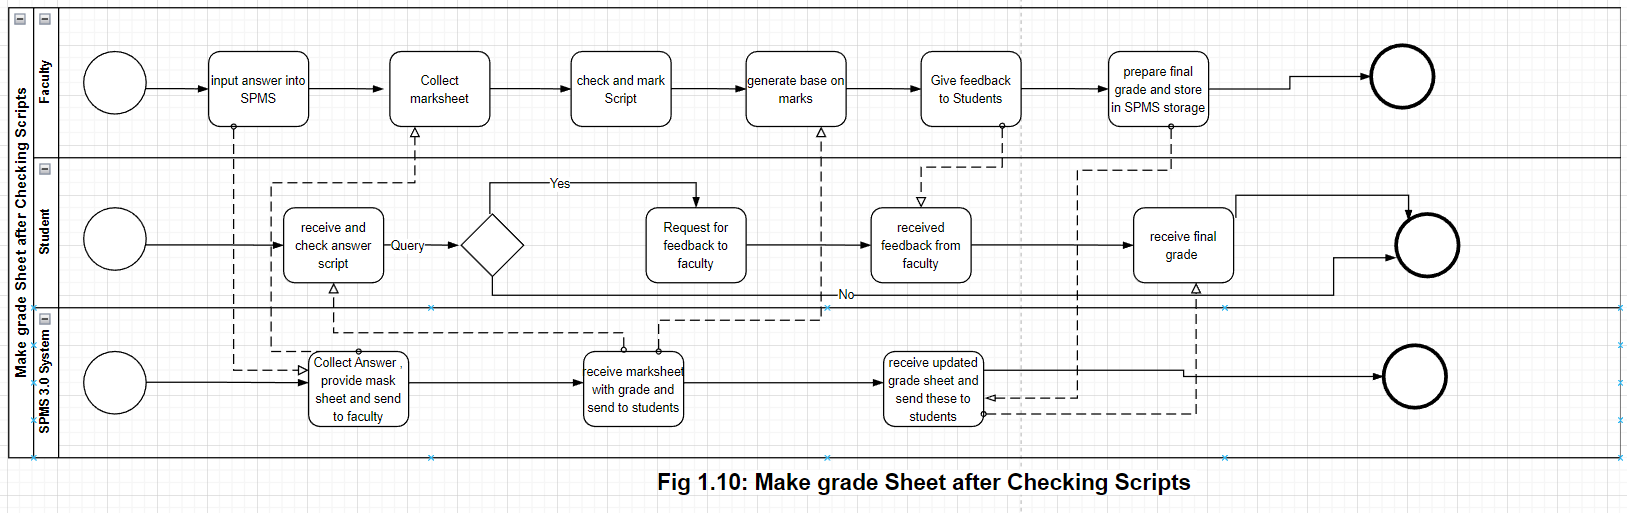 Make grade Sheet after Checking Scripts
Faculty
input answer into
SPMS
Collect
marksheet
check and mark
Script
generate base on
marks
Give feedback
to Students
prepare final
grade and store
in SPMS storage
Student
receive and
check answer
script
Query
Yes
No
Request for
feedback to
faculty
received
feedback from
faculty
receive final
grade
SPMS 3.0 System
Collect Answer ,
provide mask
sheet and send
to faculty
receive marksheet
with grade and
send to students
receive updated
grade sheet and
send these to
students
Fig 1.10: Make grade Sheet after Checking Scripts